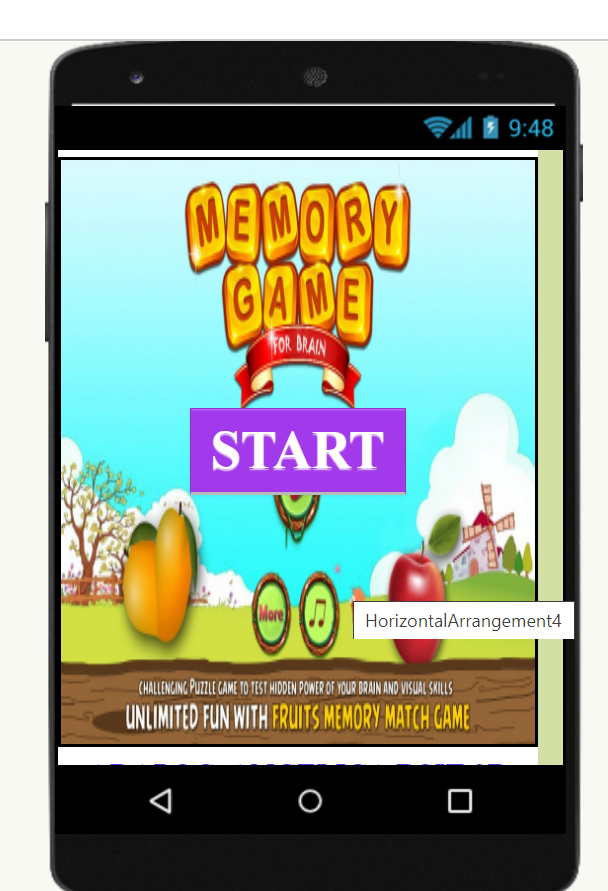 9:48
MEMORY
GAME
FOR BRAIN
START
More
HorizontalArrangement4
CHALLENGING PUZZLE GAME TO TEST HIDDEN POWER OF YOUR BRAIN AND VISUAL SKILLS
UNLIMITED FUN WITH FRUITS MEMORY MATCH GAME